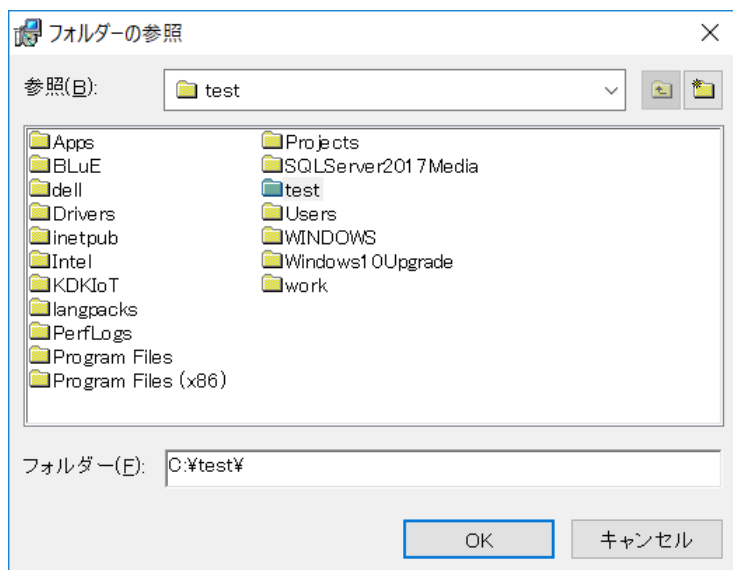 フォルダーの参照
参照(B): test
Apps
BLuE
dell
Drivers
inetpub
Intel
KDKIoT
langpacks
PerfLogs
Program Files
Program Files (x86)
Projects
SQLServer2017Media
test
Users
WINDOWS
Windows10Upgrade
work
フォルダー(F): C:¥test¥
OK キャンセル